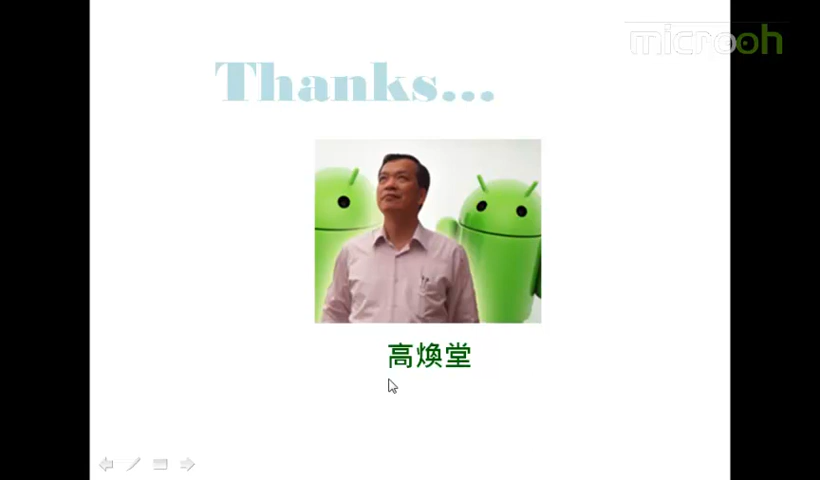 microoh
Thanks...
高煥堂